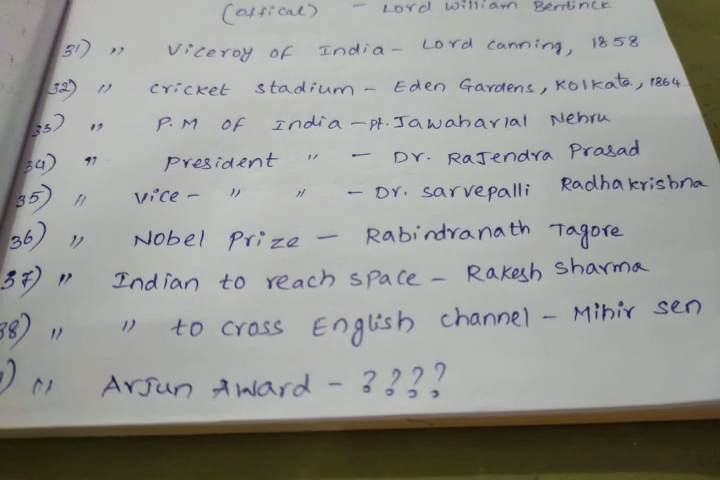 (offical) - Lord William Bentinck
31) " Viceroy of India - Lord canning, 1858
32) " cricket stadium - Eden Gardens, Kolkata, 1864
33) " P.M of India - Pt. Jawaharlal Nehru
34) " President " - Dr. Rajendra Prasad
35) " Vice - " " - Dr. Sarvepalli Radhakrishna
36) " Nobel Prize - Rabindranath Tagore
37) " Indian to reach space - Rakesh Sharma
38) " " to cross English channel - Mihir sen
) " Arjun Award - ????